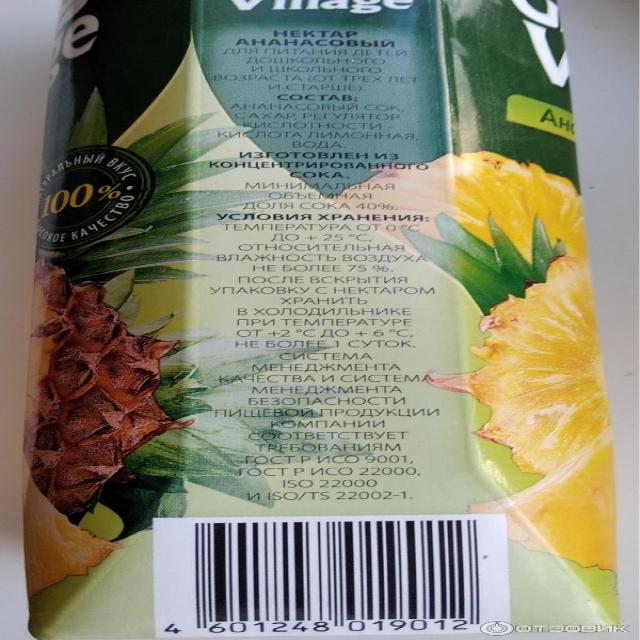 Village
НЕКТАР
АНАНАСОВЫЙ
ДЛЯ ПИТАНИЯ ДЕТЕЙ
ДОШКОЛЬНОГО
И ШКОЛЬНОГО
ВОЗРАСТА (ОТ ТРЕХ ЛЕТ
И СТАРШЕ).
СОСТАВ:
АНАНАСОВЫЙ СОК,
САХАР, РЕГУЛЯТОР
КИСЛОТНОСТИ -
КИСЛОТА ЛИМОННАЯ,
ВОДА.
ИЗГОТОВЛЕН ИЗ
КОНЦЕНТРИРОВАННОГО
СОКА.
МИНИМАЛЬНАЯ
ОБЪЕМНАЯ
ДОЛЯ СОКА 40%.
УСЛОВИЯ ХРАНЕНИЯ:
ТЕМПЕРАТУРА ОТ 0°C
ДО + 25 °C,
ОТНОСИТЕЛЬНАЯ
ВЛАЖНОСТЬ ВОЗДУХА
НЕ БОЛЕЕ 75 %.
ПОСЛЕ ВСКРЫТИЯ
УПАКОВКУ С НЕКТАРОМ
ХРАНИТЬ
В ХОЛОДИЛЬНИКЕ
ПРИ ТЕМПЕРАТУРЕ
ОТ +2 °C ДО + 6 °C,
НЕ БОЛЕЕ 1 СУТОК.
СИСТЕМА
МЕНЕДЖМЕНТА
КАЧЕСТВА И СИСТЕМА
МЕНЕДЖМЕНТА
БЕЗОПАСНОСТИ
ПИЩЕВОЙ ПРОДУКЦИИ
КОМПАНИИ
СООТВЕТСТВУЕТ
ТРЕБОВАНИЯМ
ГОСТ Р ИСО 9001,
ГОСТ Р ИСО 22000,
ISO 22000
И ISO/TS 22002-1.
4 601248 019012
100%
ВКУС
КАЧЕСТВО
ОТЗОВИК